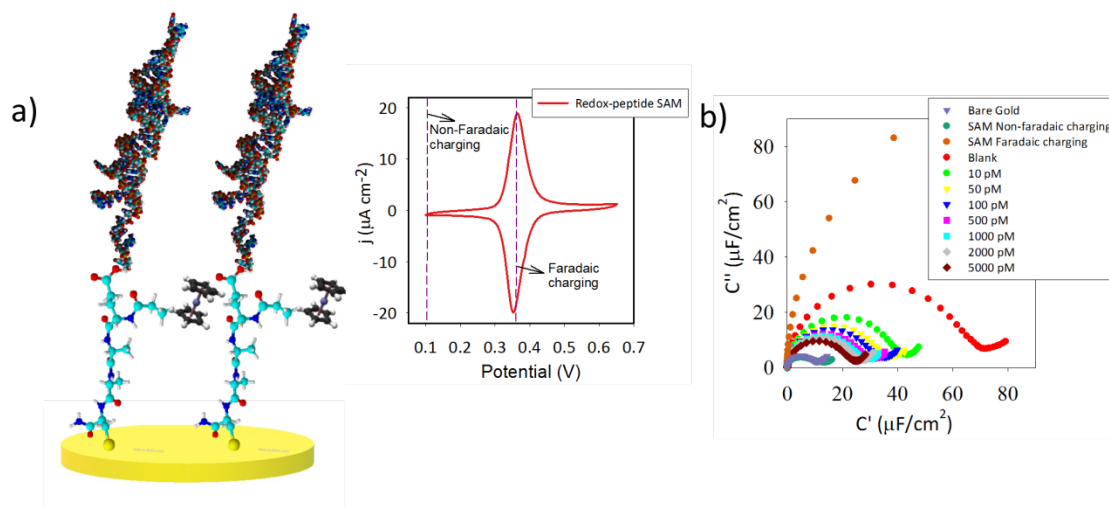 a)
20
10
0
-10
-20
j (µA cm-2)
Redox-peptide SAM
Non-Faradaic
charging
Faradaic
charging
0.1 0.2 0.3 0.4 0.5 0.6 0.7
Potential (V)
b)
80
60
40
20
0
C'' (µF/cm²)
Bare Gold
SAM Non-faradaic charging
SAM Faradaic charging
Blank
10 pM
50 pM
100 pM
500 pM
1000 pM
2000 pM
5000 pM
0 20 40 60 80 100
C' (µF/cm²)